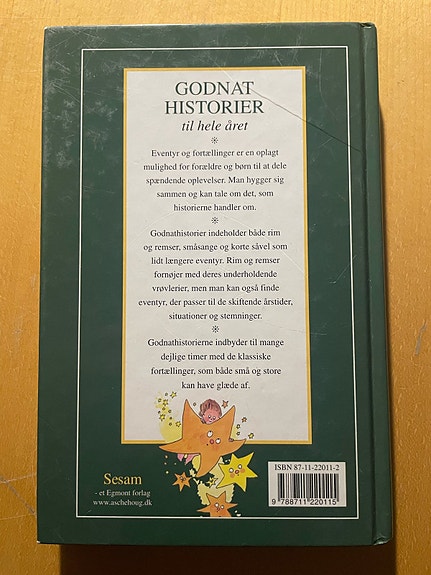 GODNAT
HISTORIER
til hele året
Eventyr og fortællinger er en oplagt
mulighed for forældre og børn til at dele
spændende oplevelser. Man hygger sig
sammen og kan tale om det, som
historierne handler om.
Godnathistorier indeholder både rim
og remser, småsange og korte såvel som
lidt længere eventyr. Rim og remser
fornøjer med deres underholdende
vrøvlerier, men man kan også finde
eventyr, der passer til de skiftende årstider,
situationer og stemninger.
Godnathistorierne indbyder til mange
dejlige timer med de klassiske
fortællinger, som både små og store
kan have glæde af.
Sesam
- et Egmont forlag
www.aschehoug.dk
ISBN 87-11-22011-2
9 788711 220115